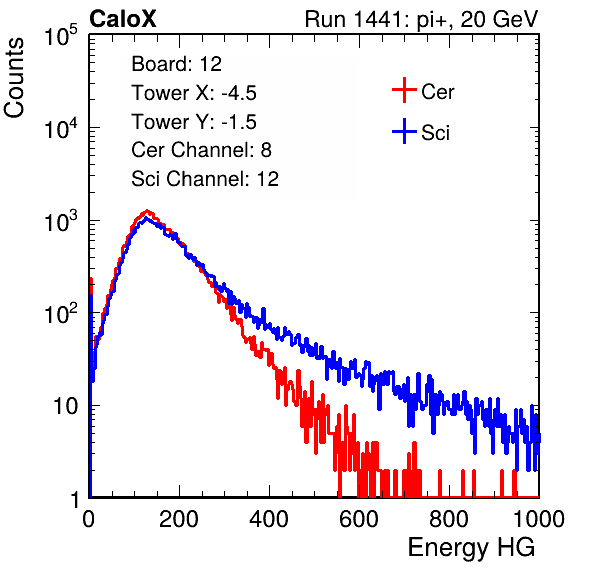 CaloX Run 1441: pi+, 20 GeV
Counts
10^5
10^4
10^3
10^2
10
1
Board: 12
Tower X: -4.5
Tower Y: -1.5
Cer Channel: 8
Sci Channel: 12
Cer
Sci
0 200 400 600 800 1000
Energy HG